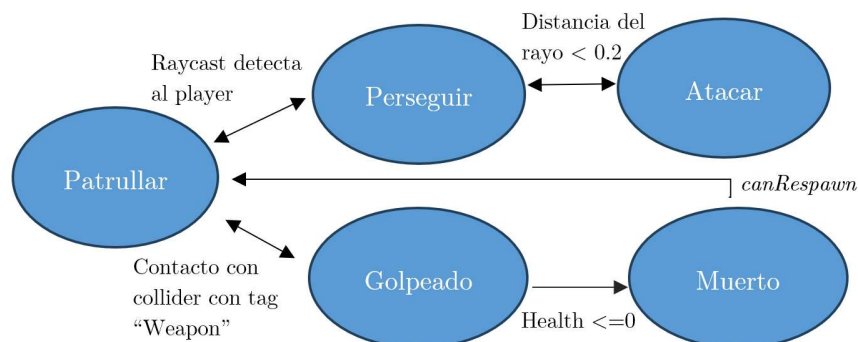 Distancia del
rayo < 0.2
Raycast detecta
al player
Perseguir
Atacar
Patrullar
canRespawn
Contacto con
collider con tag
“Weapon”
Golpeado
Muerto
Health <=0